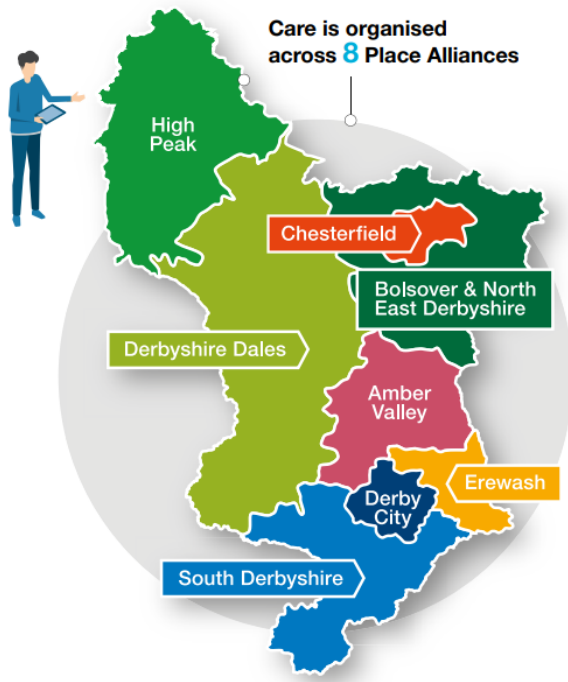 Care is organised
across 8 Place Alliances
High
Peak
Chesterfield
Bolsover & North
East Derbyshire
Derbyshire Dales
Amber
Valley
Erewash
Derby
City
South Derbyshire